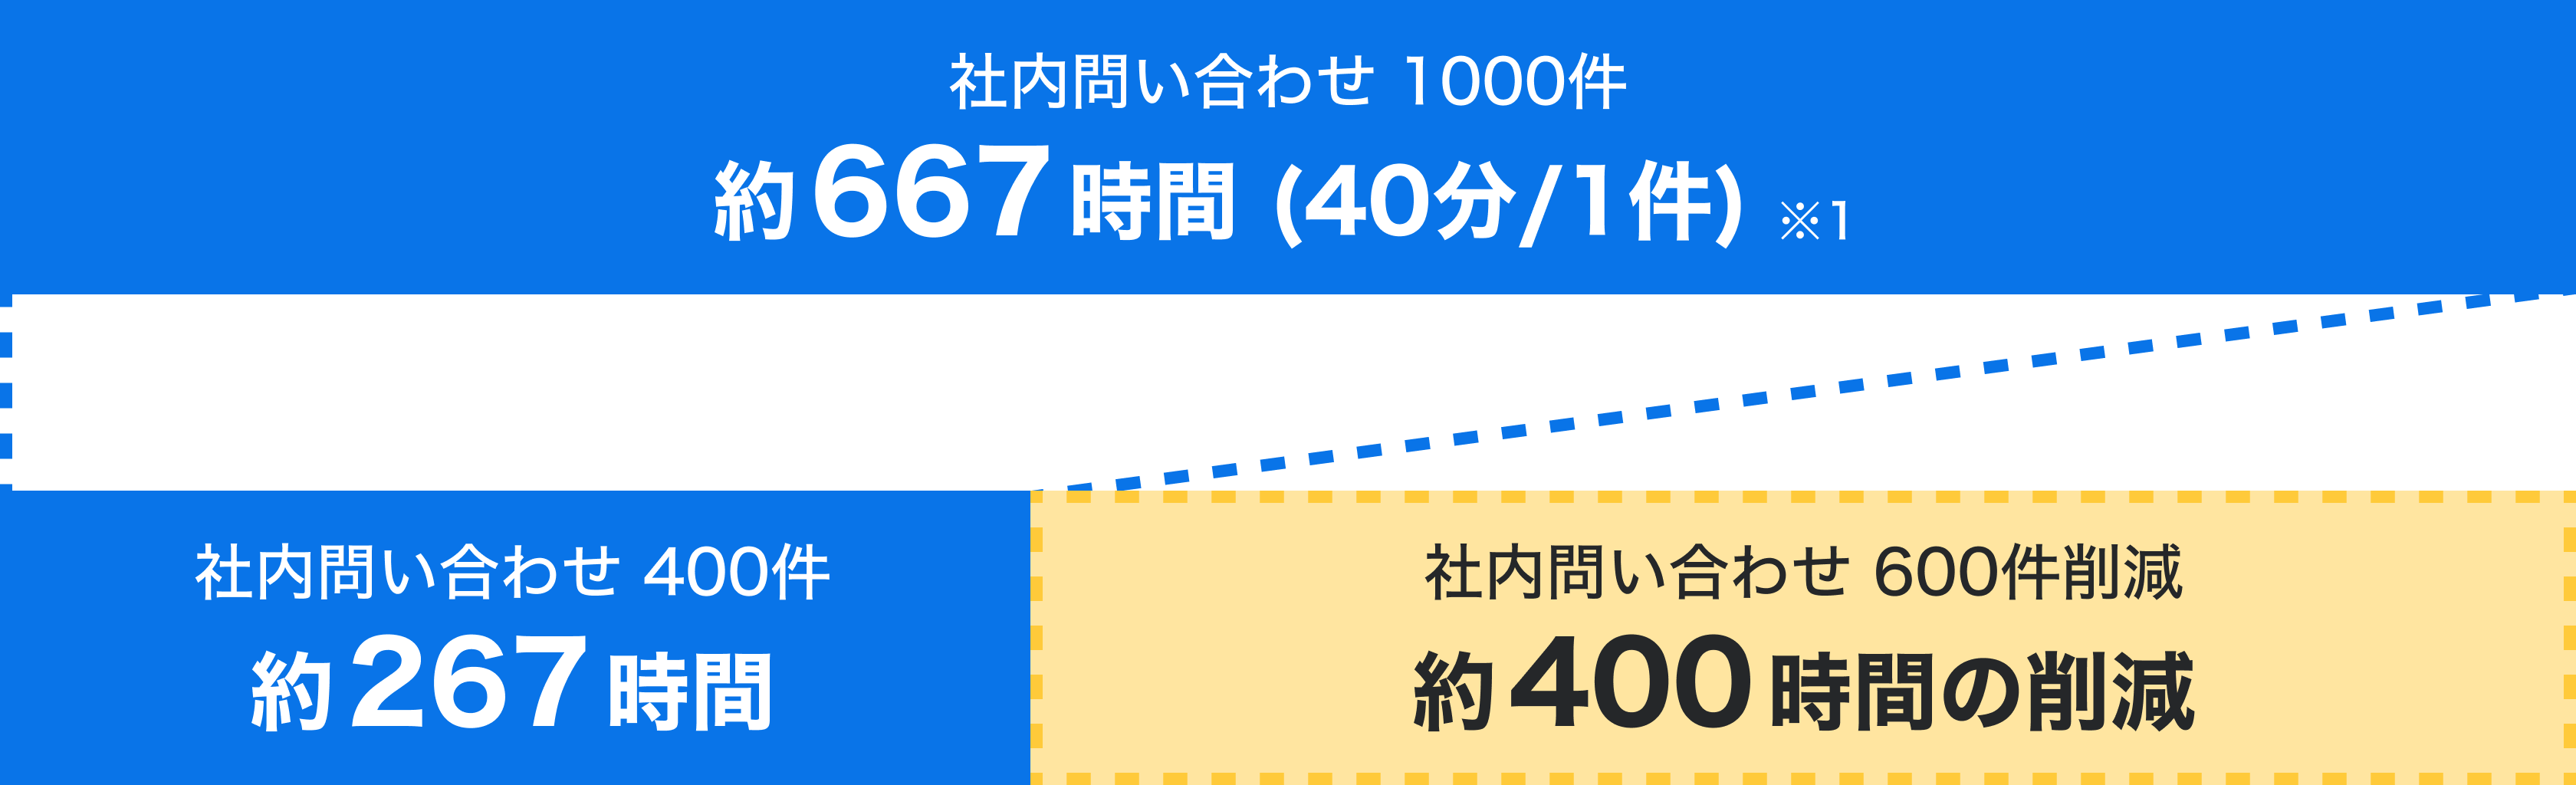 社内問い合わせ 1000件
約667時間 (40分/1件) ※1
社内問い合わせ 400件
約267時間
社内問い合わせ 600件削減
約400時間の削減